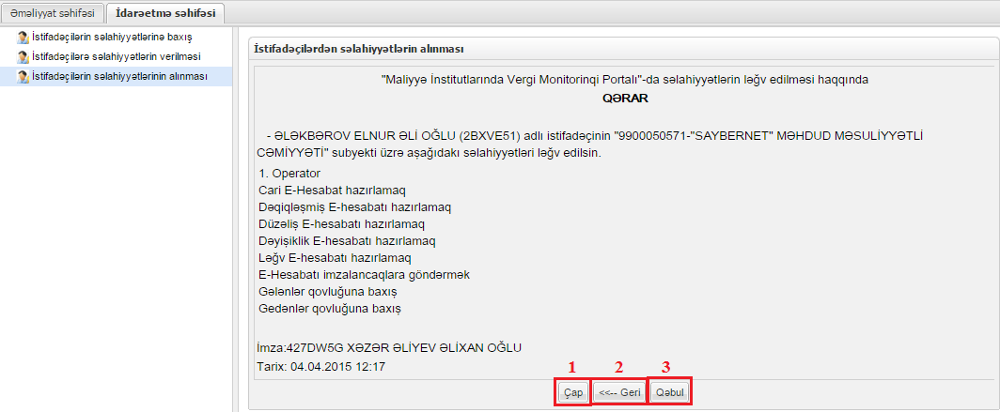 Əməliyyat səhifəsi
İdarəetmə səhifəsi
İstifadəçilərin səlahiyyətlərinə baxış
İstifadəçilərə səlahiyyətlərin verilməsi
İstifadəçilərin səlahiyyətlərinin alınması
İstifadəçilərdən səlahiyyətlərin alınması
"Maliyyə İnstitutlarında Vergi Monitorinqi Portalı"-da səlahiyyətlərin ləğv edilməsi haqqında
QƏRAR
- ƏLƏKBƏROV ELNUR ƏLİ OĞLU (2BXVE51) adlı istifadəçinin "9900050571-"SAYBERNET" MƏHDUD MƏSULİYYƏTLİ
CƏMİYYƏTİ" subyekti üzrə aşağıdakı səlahiyyətləri ləğv edilsin.
1. Operator
Cari E-Hesabat hazırlamaq
Dəqiqləşmiş E-hesabatı hazırlamaq
Düzəliş E-hesabatı hazırlamaq
Dəyişiklik E-hesabatı hazırlamaq
Ləğv E-hesabatı hazırlamaq
E-Hesabatı imzalancaqlara göndərmək
Gələnlər qovluğuna baxış
Gedənlər qovluğuna baxış
İmza:427DW5G XƏZƏR ƏLİYEV ƏLİXAN OĞLU
Tarix: 04.04.2015 12:17
1 2 3
Çap <<-- Geri Qəbul